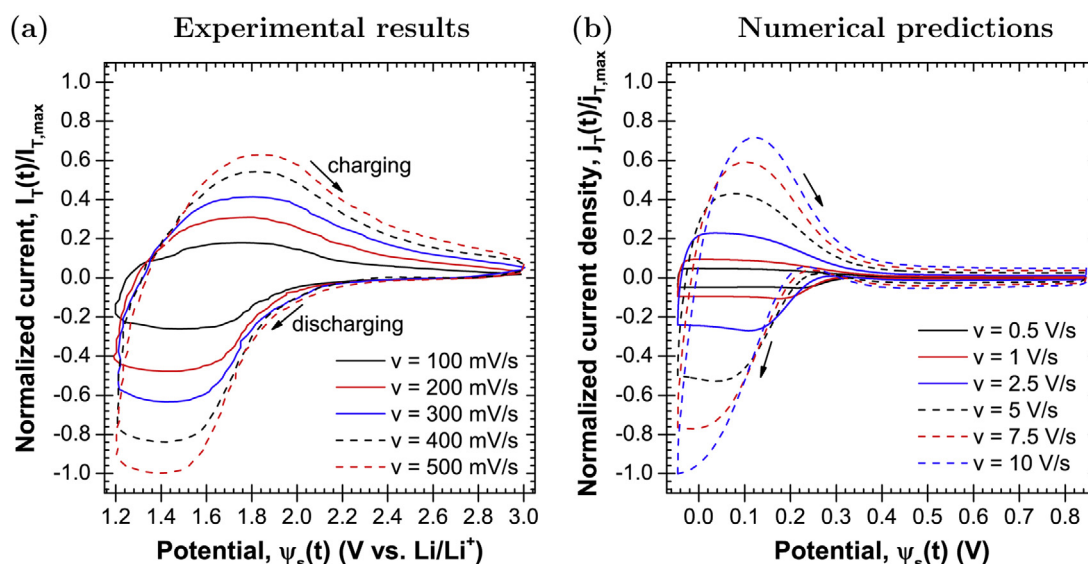 (a) Experimental results
Normalized current, I_T(t)/I_T,max
1.0
0.8
0.6
0.4
0.2
0.0
-0.2
-0.4
-0.6
-0.8
-1.0
charging
discharging
v = 100 mV/s
v = 200 mV/s
v = 300 mV/s
v = 400 mV/s
v = 500 mV/s
1.2 1.4 1.6 1.8 2.0 2.2 2.4 2.6 2.8 3.0
Potential, ψ_s(t) (V vs. Li/Li⁺)
(b) Numerical predictions
Normalized current density, j_T(t)/j_T,max
1.0
0.8
0.6
0.4
0.2
0.0
-0.2
-0.4
-0.6
-0.8
-1.0
v = 0.5 V/s
v = 1 V/s
v = 2.5 V/s
v = 5 V/s
v = 7.5 V/s
v = 10 V/s
0.0 0.1 0.2 0.3 0.4 0.5 0.6 0.7 0.8
Potential, ψ_s(t) (V)